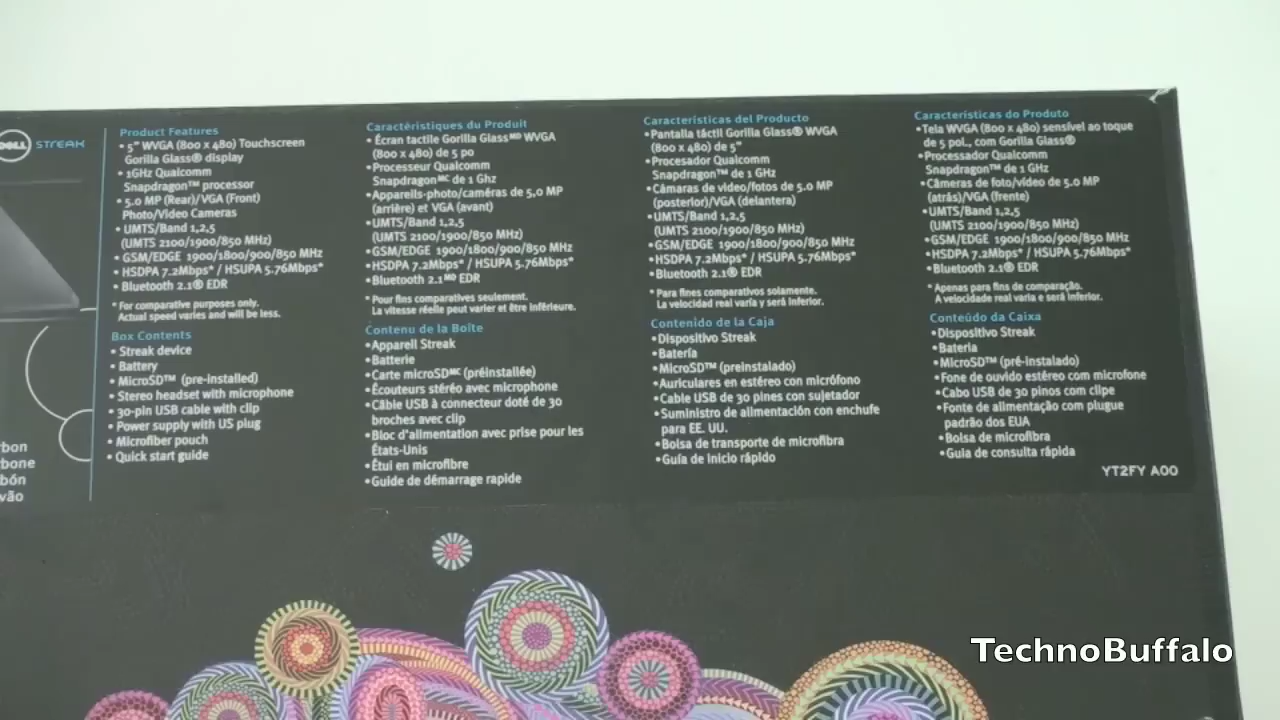 DELL STREAK
Product Features
• 5" WVGA (800 x 480) Touchscreen
Gorilla Glass® display
• 1GHz Qualcomm
Snapdragon™ processor
• 5.0 MP (Rear)/VGA (Front)
Photo/Video Cameras
• UMTS/Band 1,2,5
(UMTS 2100/1900/850 MHz)
• GSM/EDGE 1900/1800/900/850 MHz
• HSDPA 7.2Mbps* / HSUPA 5.76Mbps*
• Bluetooth 2.1® EDR
* For comparative purposes only.
Actual speed varies and will be less.
Box Contents
• Streak device
• Battery
• MicroSD™ (pre-installed)
• Stereo headset with microphone
• 30-pin USB cable with clip
• Power supply with US plug
• Microfiber pouch
• Quick start guide
Caractéristiques du Produit
• Écran tactile Gorilla Glassᴹᴰ WVGA
(800 x 480) de 5 po
• Processeur Qualcomm
Snapdragonᴹᶜ de 1 Ghz
• Appareils-photo/caméras de 5,0 MP
(arrière) et VGA (avant)
• UMTS/Band 1,2,5
(UMTS 2100/1900/850 MHz)
• GSM/EDGE 1900/1800/900/850 MHz
• HSDPA 7.2Mbps* / HSUPA 5.76Mbps*
• Bluetooth 2.1ᴹᴰ EDR
* Pour fins comparatives seulement.
La vitesse réelle peut varier et être inférieure.
Contenu de la Boîte
• Appareil Streak
• Batterie
• Carte microSDᴹᶜ (préinstallée)
• Écouteurs stéréo avec microphone
• Câble USB à connecteur doté de 30
broches avec clip
• Bloc d'alimentation avec prise pour les
États-Unis
• Étui en microfibre
• Guide de démarrage rapide
Características del Producto
• Pantalla táctil Gorilla Glass® WVGA
(800 x 480) de 5"
• Procesador Qualcomm
Snapdragon™ de 1 GHz
• Cámaras de video/fotos de 5.0 MP
(posterior)/VGA (delantera)
• UMTS/Band 1,2,5
(UMTS 2100/1900/850 MHz)
• GSM/EDGE 1900/1800/900/850 MHz
• HSDPA 7.2Mbps* / HSUPA 5.76Mbps*
• Bluetooth 2.1® EDR
* Para fines comparativos solamente.
La velocidad real varía y será inferior.
Contenido de la Caja
• Dispositivo Streak
• Batería
• MicroSD™ (preinstalado)
• Auriculares en estéreo con micrófono
• Cable USB de 30 pines con sujetador
• Suministro de alimentación con enchufe
para EE. UU.
• Bolsa de transporte de microfibra
• Guía de inicio rápido
Características do Produto
• Tela WVGA (800 x 480) sensível ao toque
de 5 pol., com Gorilla Glass®
• Processador Qualcomm
Snapdragon™ de 1 GHz
• Câmeras de foto/vídeo de 5.0 MP
(atrás)/VGA (frente)
• UMTS/Band 1,2,5
(UMTS 2100/1900/850 MHz)
• GSM/EDGE 1900/1800/900/850 MHz
• HSDPA 7.2Mbps* / HSUPA 5.76Mbps*
• Bluetooth 2.1® EDR
* Apenas para fins de comparação.
A velocidade real varia e será inferior.
Conteúdo da Caixa
• Dispositivo Streak
• Bateria
• MicroSD™ (pré-instalado)
• Fone de ouvido estéreo com microfone
• Cabo USB de 30 pinos com clipe
• Fonte de alimentação com plugue
padrão dos EUA
• Bolsa de microfibra
• Guia de consulta rápida
YT2FY A00
rbon
rbone
bón
vão
TechnoBuffalo